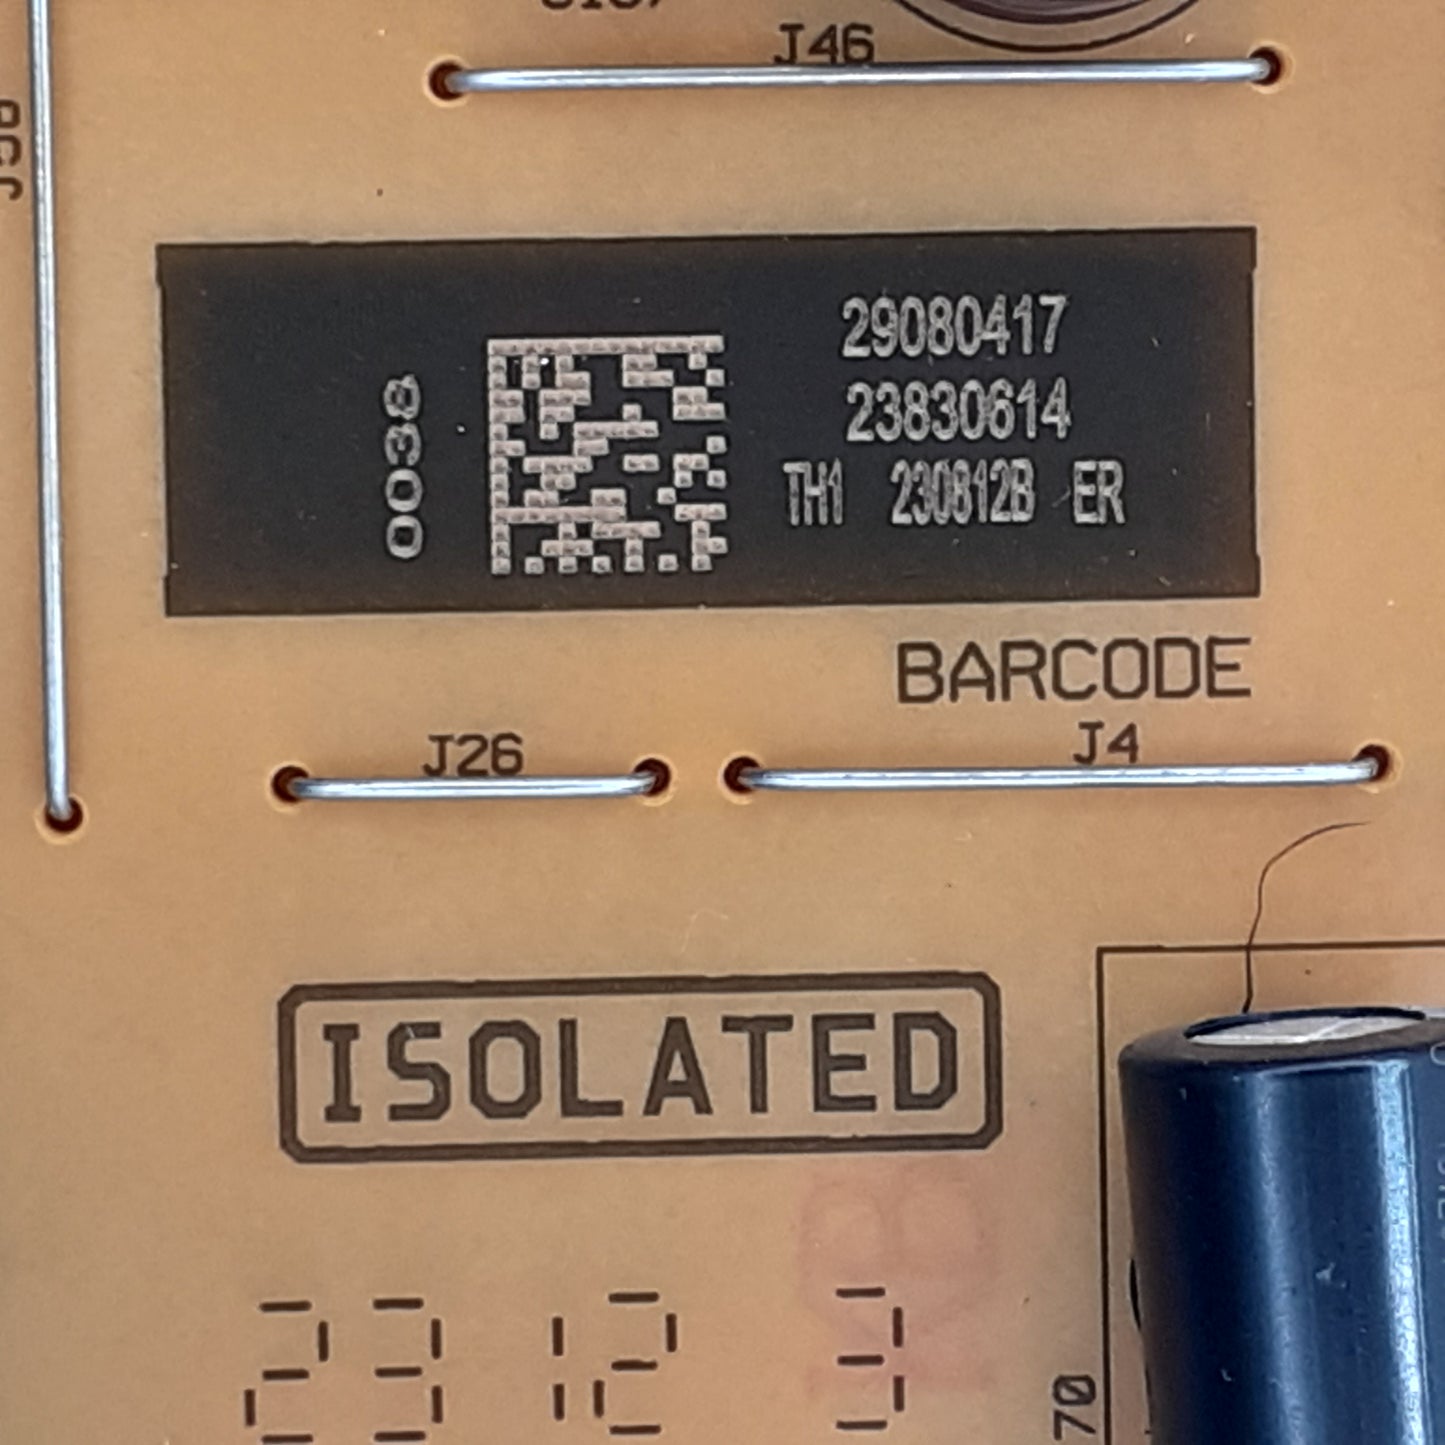 J46
29080417
23830614
0038
TH1 230812B ER
BARCODE
J26
J4
ISOLATED
23 12 3
70